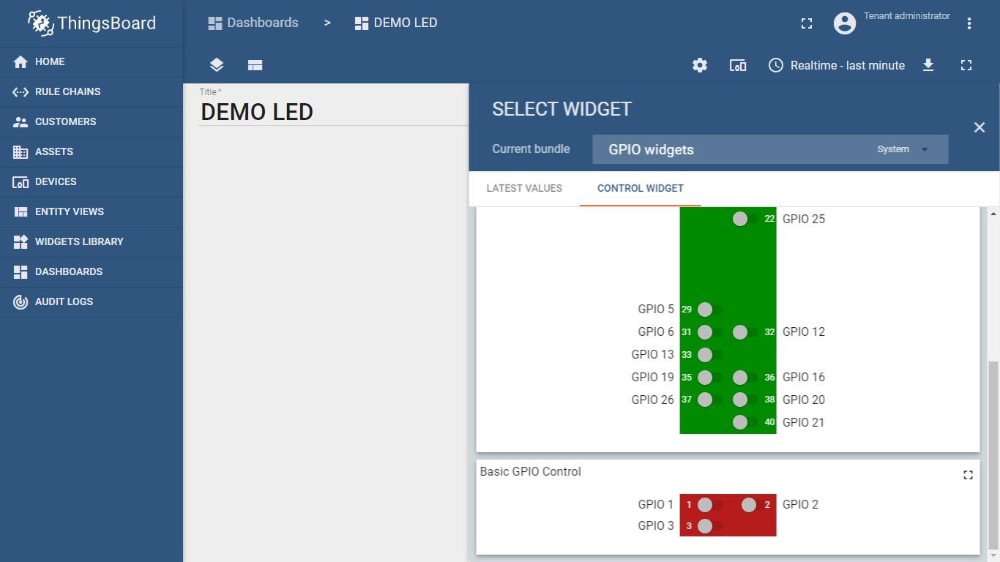 ThingsBoard
Dashboards > DEMO LED
Tenant administrator
HOME
RULE CHAINS
CUSTOMERS
ASSETS
DEVICES
ENTITY VIEWS
WIDGETS LIBRARY
DASHBOARDS
AUDIT LOGS
Realtime - last minute
Title *
DEMO LED
SELECT WIDGET
Current bundle GPIO widgets System
LATEST VALUES CONTROL WIDGET
22 GPIO 25
GPIO 5 29
GPIO 6 31 32 GPIO 12
GPIO 13 33
GPIO 19 35 36 GPIO 16
GPIO 26 37 38 GPIO 20
40 GPIO 21
Basic GPIO Control
GPIO 1 1 2 GPIO 2
GPIO 3 3